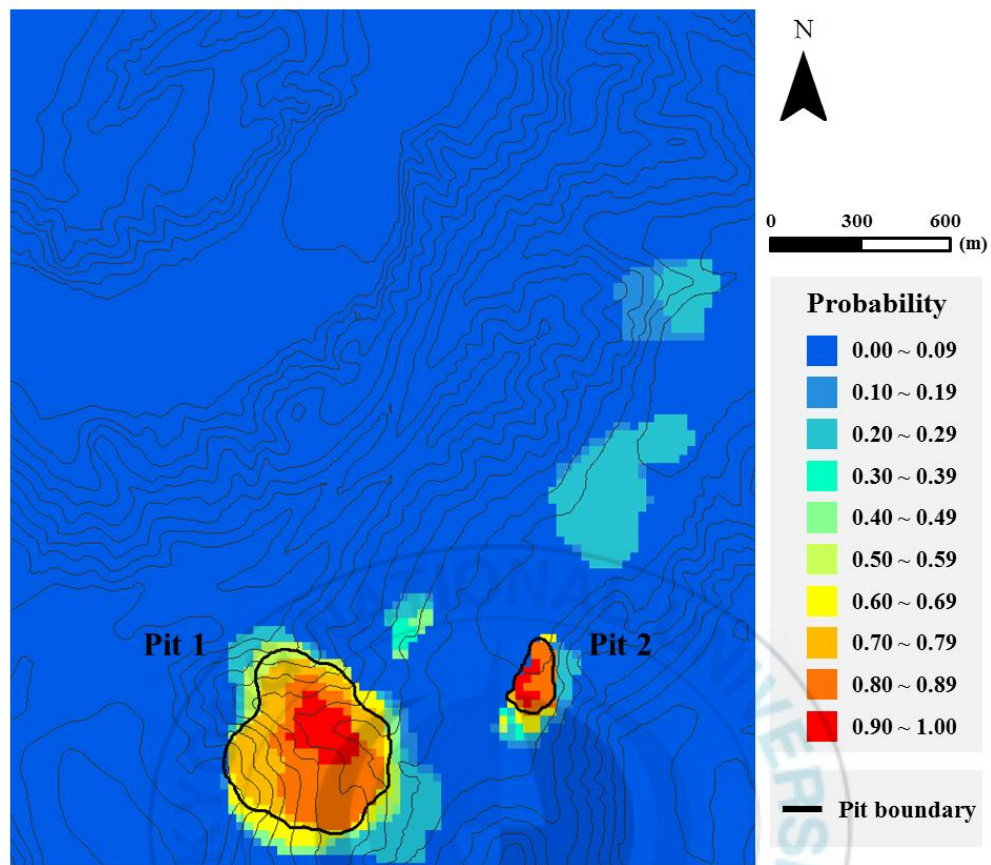 N
0 300 600
(m)
Probability
0.00 ~ 0.09
0.10 ~ 0.19
0.20 ~ 0.29
0.30 ~ 0.39
0.40 ~ 0.49
0.50 ~ 0.59
0.60 ~ 0.69
0.70 ~ 0.79
0.80 ~ 0.89
0.90 ~ 1.00
Pit boundary
Pit 1
Pit 2